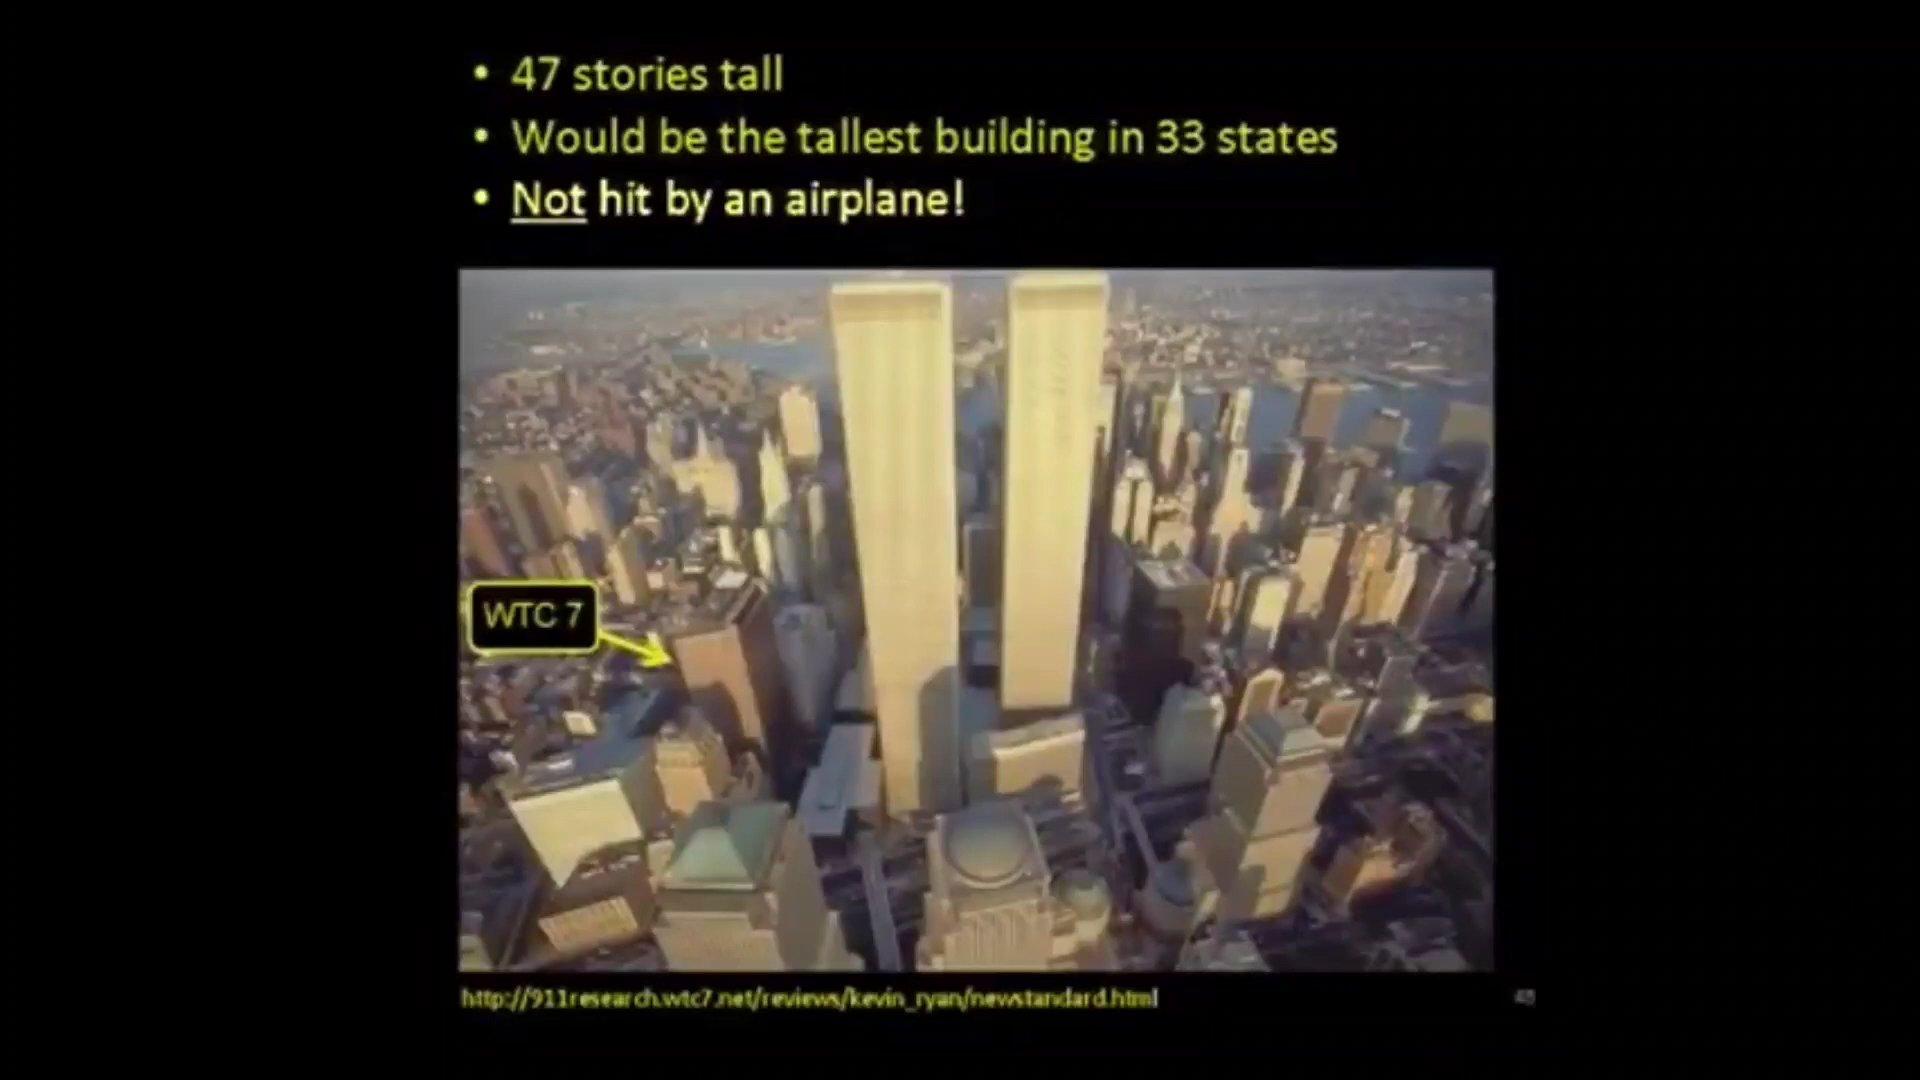 • 47 stories tall
• Would be the tallest building in 33 states
• Not hit by an airplane!
WTC 7
http://911research.wtc7.net/reviews/kevin_ryan/newstandard.html